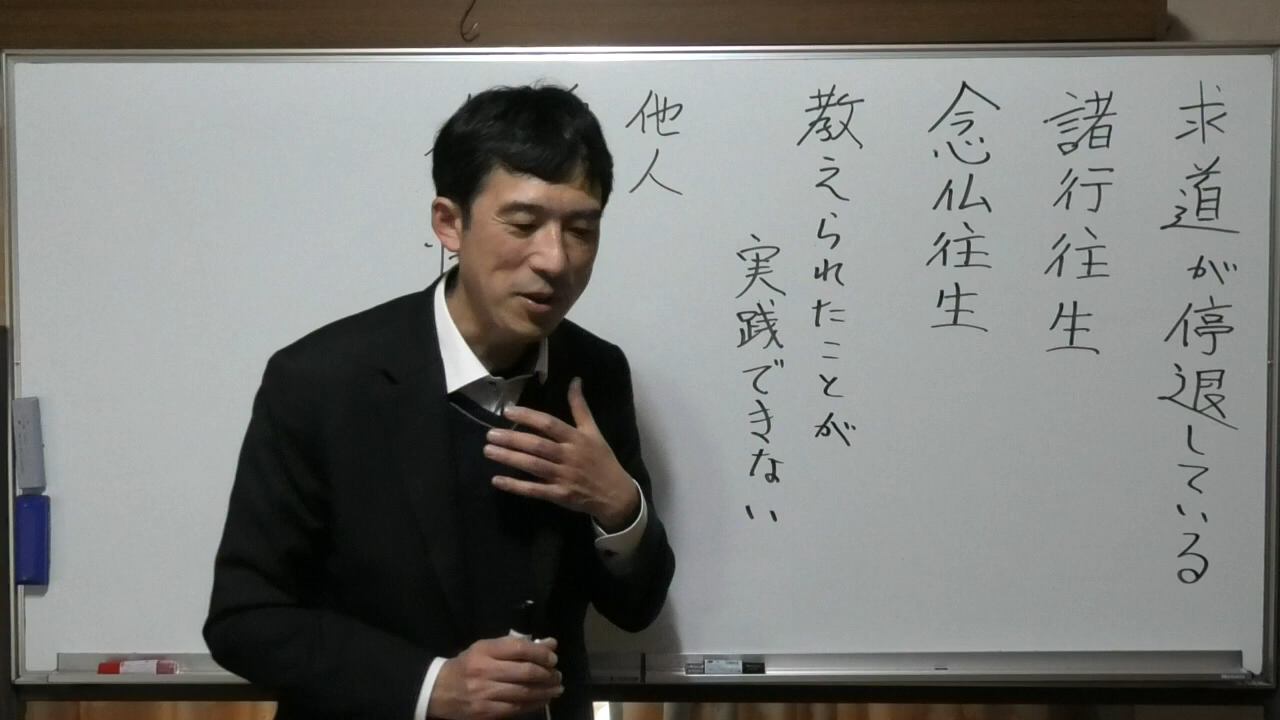 求道が停退している
諸行往生
念仏往生
教えられたことが
実践できない
他人